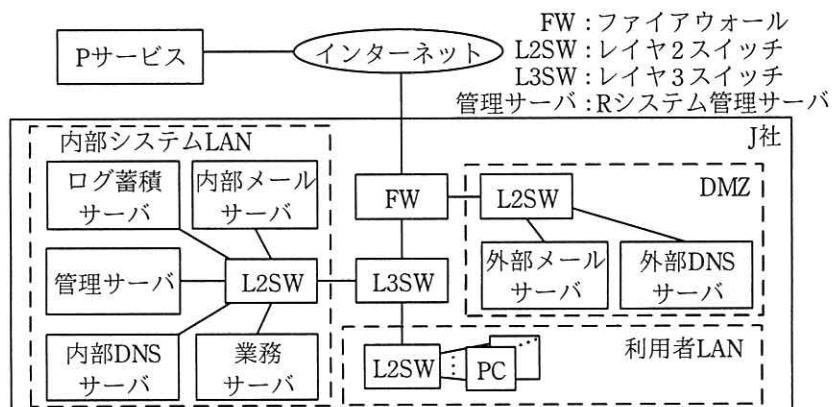 FW：ファイアウォール
L2SW：レイヤ2スイッチ
L3SW：レイヤ3スイッチ
管理サーバ：Rシステム管理サーバ
Pサービス
インターネット
J社
内部システムLAN
ログ蓄積
サーバ
内部メール
サーバ
管理サーバ
L2SW
内部DNS
サーバ
業務
サーバ
FW
L3SW
DMZ
L2SW
外部メール
サーバ
外部DNS
サーバ
利用者LAN
L2SW
PC